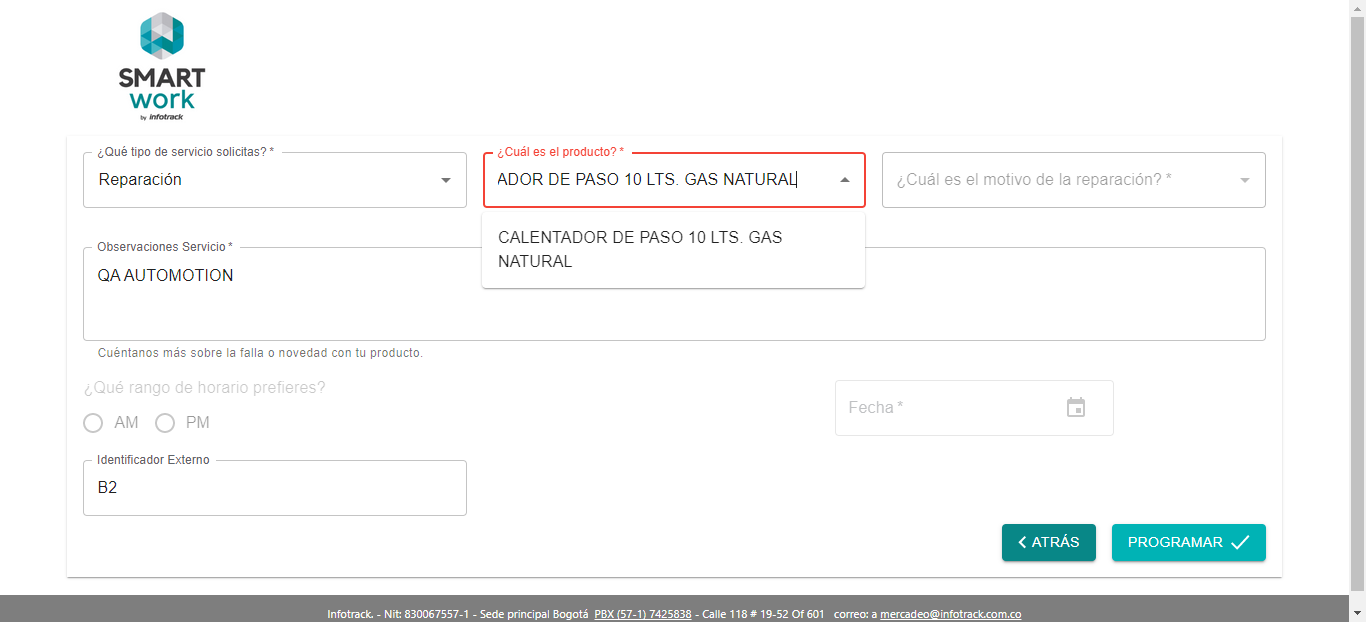 SMART
work
by infotrack
¿Qué tipo de servicio solicitas? *
Reparación
¿Cuál es el producto? *
ADOR DE PASO 10 LTS. GAS NATURAL
¿Cuál es el motivo de la reparación? *
CALENTADOR DE PASO 10 LTS. GAS
NATURAL
Observaciones Servicio *
QA AUTOMOTION
Cuéntanos más sobre la falla o novedad con tu producto.
¿Qué rango de horario prefieres?
AM PM
Fecha *
Identificador Externo
B2
ATRÁS
PROGRAMAR
Infotrack. - Nit: 830067557-1 - Sede principal Bogotá PBX (57-1) 7425838 - Calle 118 # 19-52 Of 601 correo: a mercadeo@infotrack.com.co